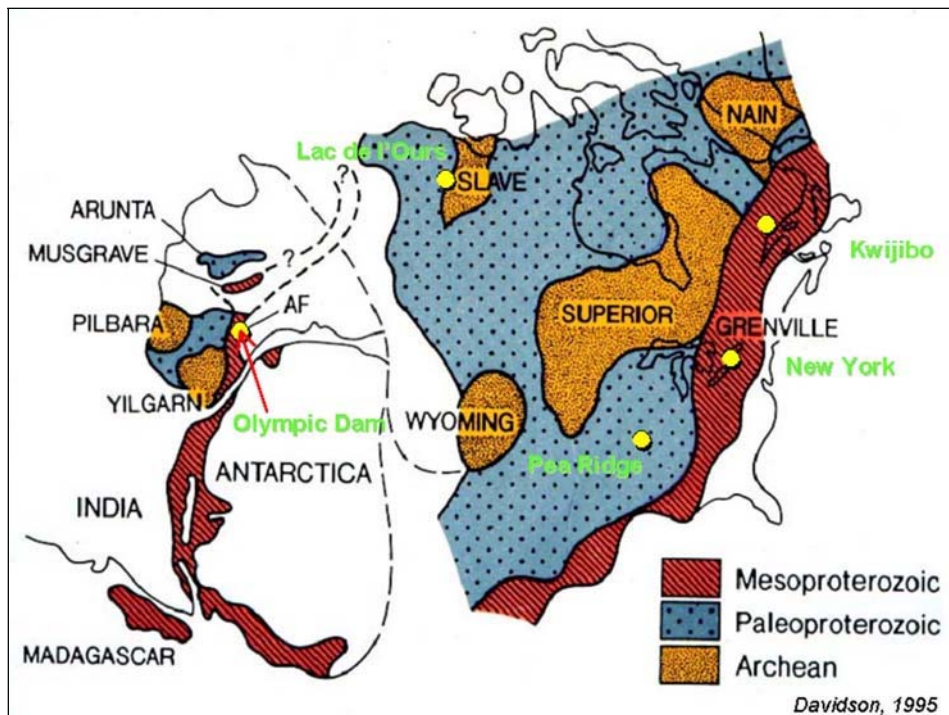 NAIN
Lac de l'Ours
SLAVE
?
ARUNTA
MUSGRAVE
?
Kwijibo
AF
PILBARA
SUPERIOR
GRENVILLE
New York
YILGARN
Olympic Dam
WYOMING
Pea Ridge
ANTARCTICA
INDIA
MADAGASCAR
Mesoproterozoic
Paleoproterozoic
Archean
Davidson, 1995